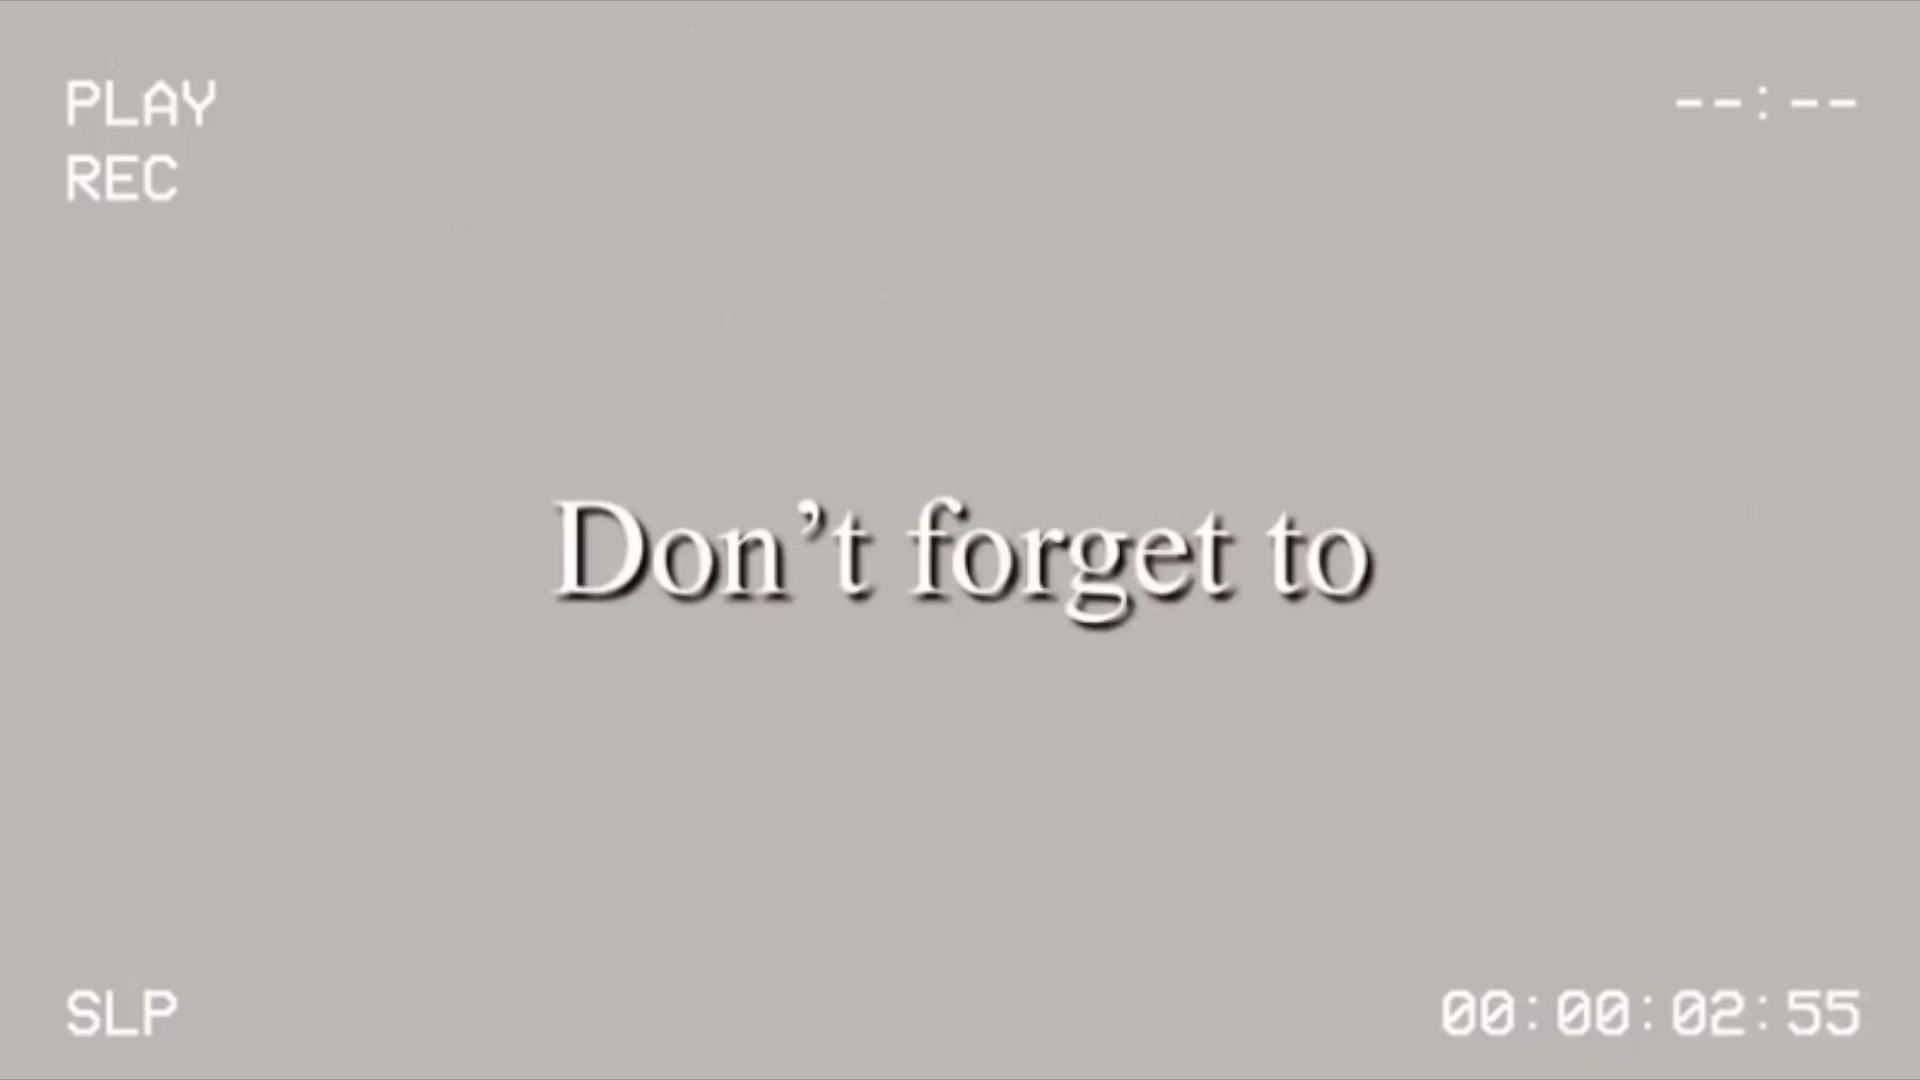 PLAY
--:--
REC
Don’t forget to
SLP
00:00:02:55